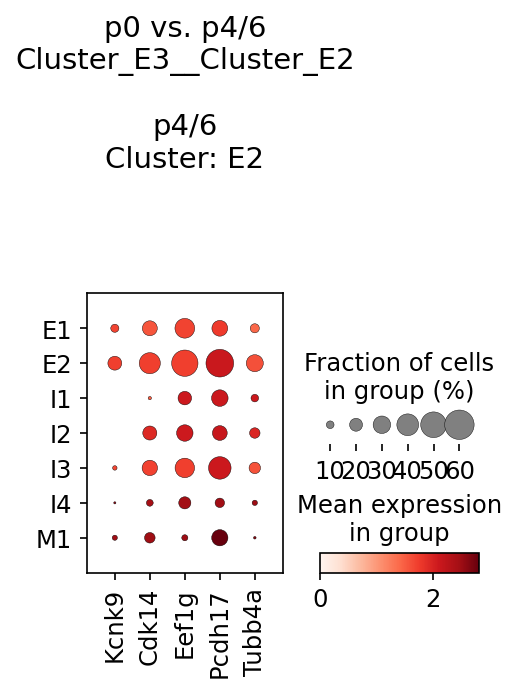 p0 vs. p4/6
Cluster_E3__Cluster_E2
p4/6
Cluster: E2
E1
E2
I1
I2
I3
I4
M1
Kcnk9
Cdk14
Eef1g
Pcdh17
Tubb4a
Fraction of cells
in group (%)
10 20 30 40 50 60
Mean expression
in group
0 2